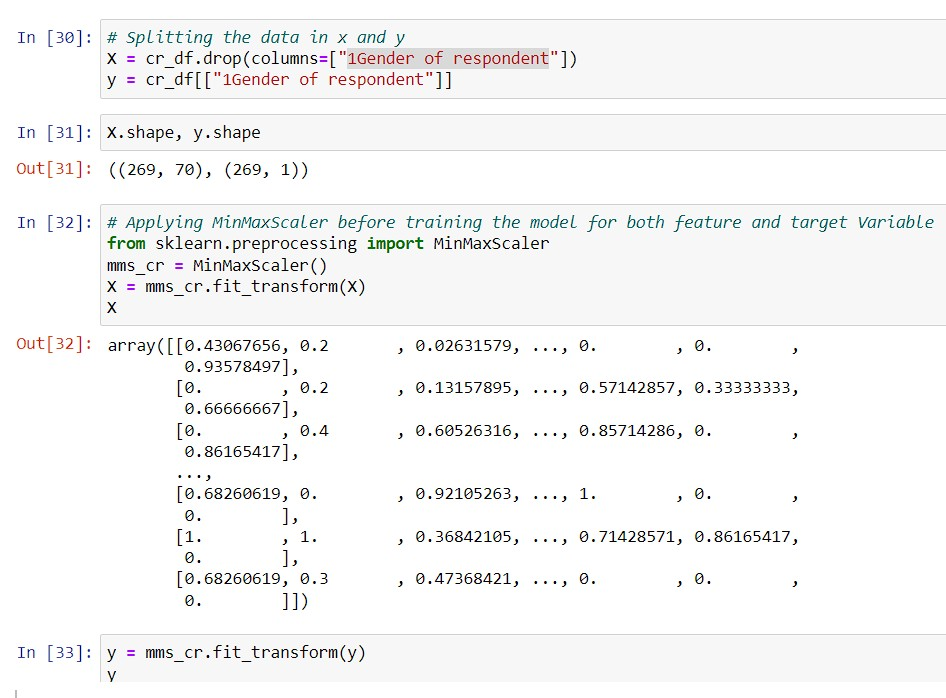 In [30]: # Splitting the data in x and y
X = cr_df.drop(columns=["1Gender of respondent"])
y = cr_df[["1Gender of respondent"]]
In [31]: X.shape, y.shape
Out[31]: ((269, 70), (269, 1))
In [32]: # Applying MinMaxScaler before training the model for both feature and target Variable
from sklearn.preprocessing import MinMaxScaler
mms_cr = MinMaxScaler()
X = mms_cr.fit_transform(X)
X
Out[32]: array([[0.43067656, 0.2       , 0.02631579, ..., 0.        , 0.        ,
        0.93578497],
       [0.        , 0.2       , 0.13157895, ..., 0.57142857, 0.33333333,
        0.66666667],
       [0.        , 0.4       , 0.60526316, ..., 0.85714286, 0.        ,
        0.86165417],
       ...,
       [0.68260619, 0.        , 0.92105263, ..., 1.        , 0.        ,
        0.        ],
       [1.        , 1.        , 0.36842105, ..., 0.71428571, 0.86165417,
        0.        ],
       [0.68260619, 0.3       , 0.47368421, ..., 0.        , 0.        ,
        0.        ]])
In [33]: y = mms_cr.fit_transform(y)
y